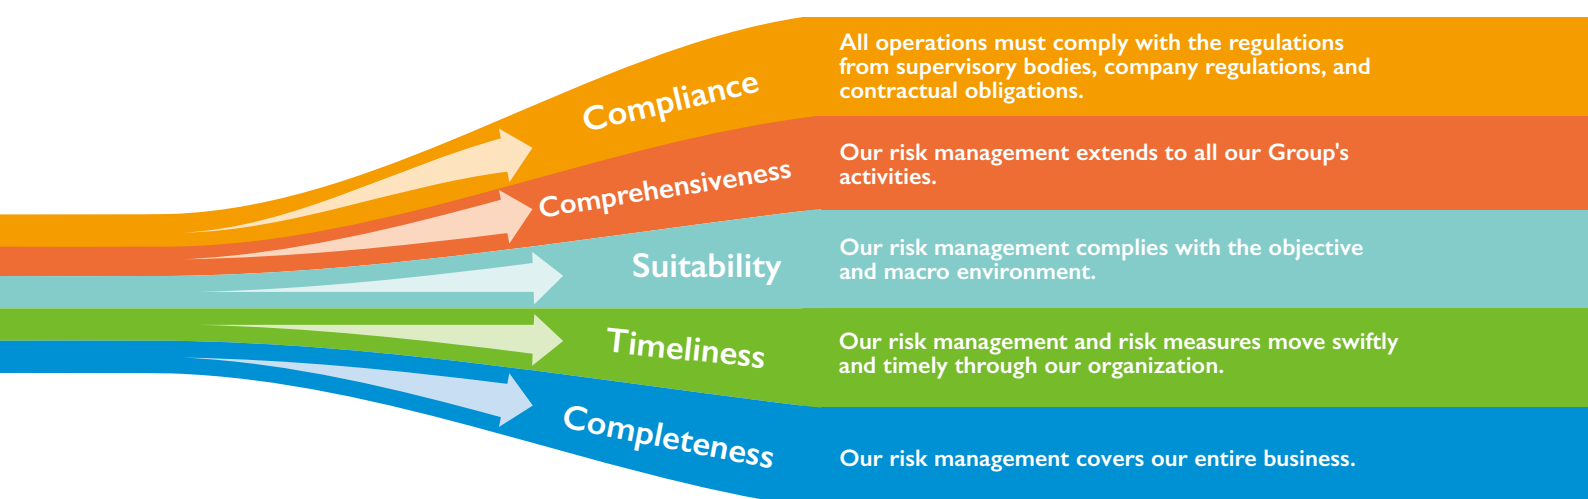 Compliance
All operations must comply with the regulations
from supervisory bodies, company regulations, and
contractual obligations.
Comprehensiveness
Our risk management extends to all our Group's
activities.
Suitability
Our risk management complies with the objective
and macro environment.
Timeliness
Our risk management and risk measures move swiftly
and timely through our organization.
Completeness
Our risk management covers our entire business.